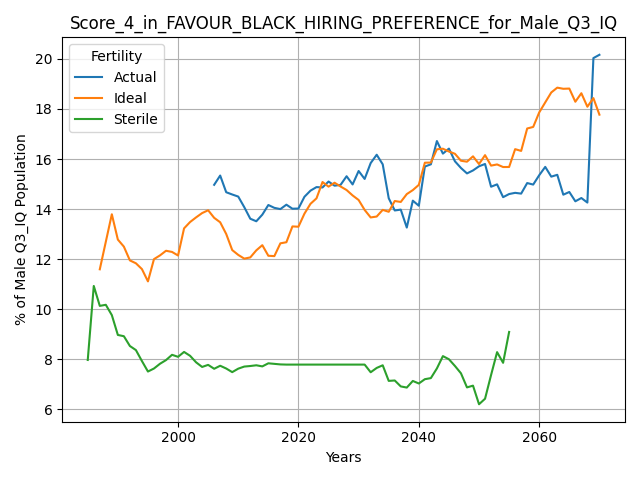 Score_4_in_FAVOUR_BLACK_HIRING_PREFERENCE_for_Male_Q3_IQ
Fertility
Actual
Ideal
Sterile
% of Male Q3_IQ Population
20
18
16
14
12
10
8
6
2000 2020 2040 2060
Years